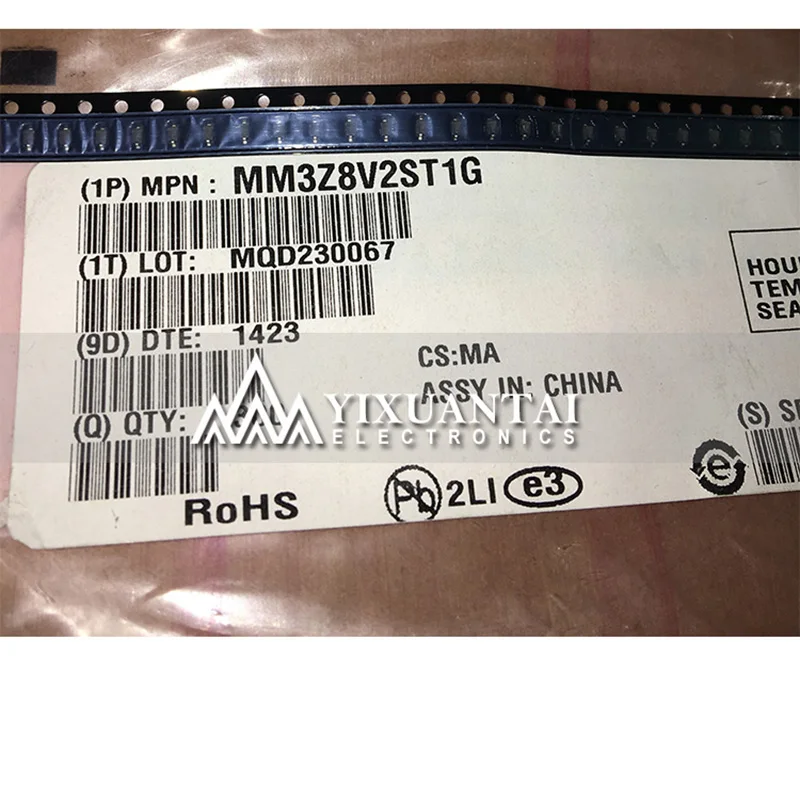 (1P) MPN : MM3Z8V2ST1G
(1T) LOT: MQD230067
(9D) DTE: 1423
CS:MA
ASSY IN: CHINA
(Q) QTY:
YIXUANTAI
ELECTRONICS
RoHS
Pb 2LI e3
e
HOU
TEM
SEA
(S) SE